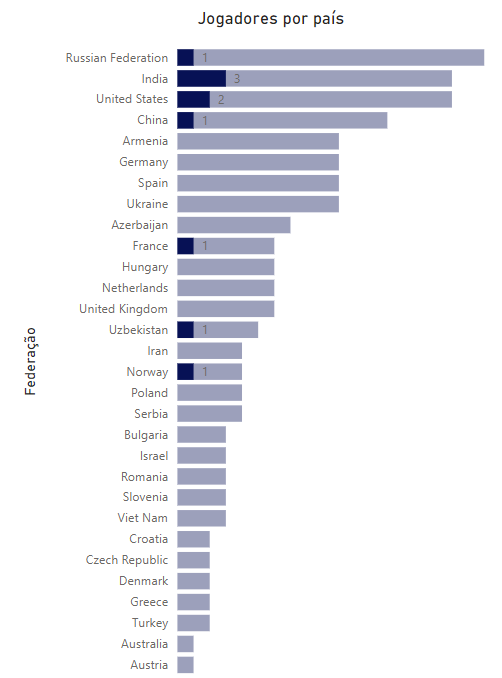 Jogadores por país
Russian Federation 1
India 3
United States 2
China 1
Armenia
Germany
Spain
Ukraine
Azerbaijan
France 1
Hungary
Netherlands
United Kingdom
Uzbekistan 1
Iran
Norway 1
Poland
Serbia
Bulgaria
Israel
Romania
Slovenia
Viet Nam
Croatia
Czech Republic
Denmark
Greece
Turkey
Australia
Austria
Federação